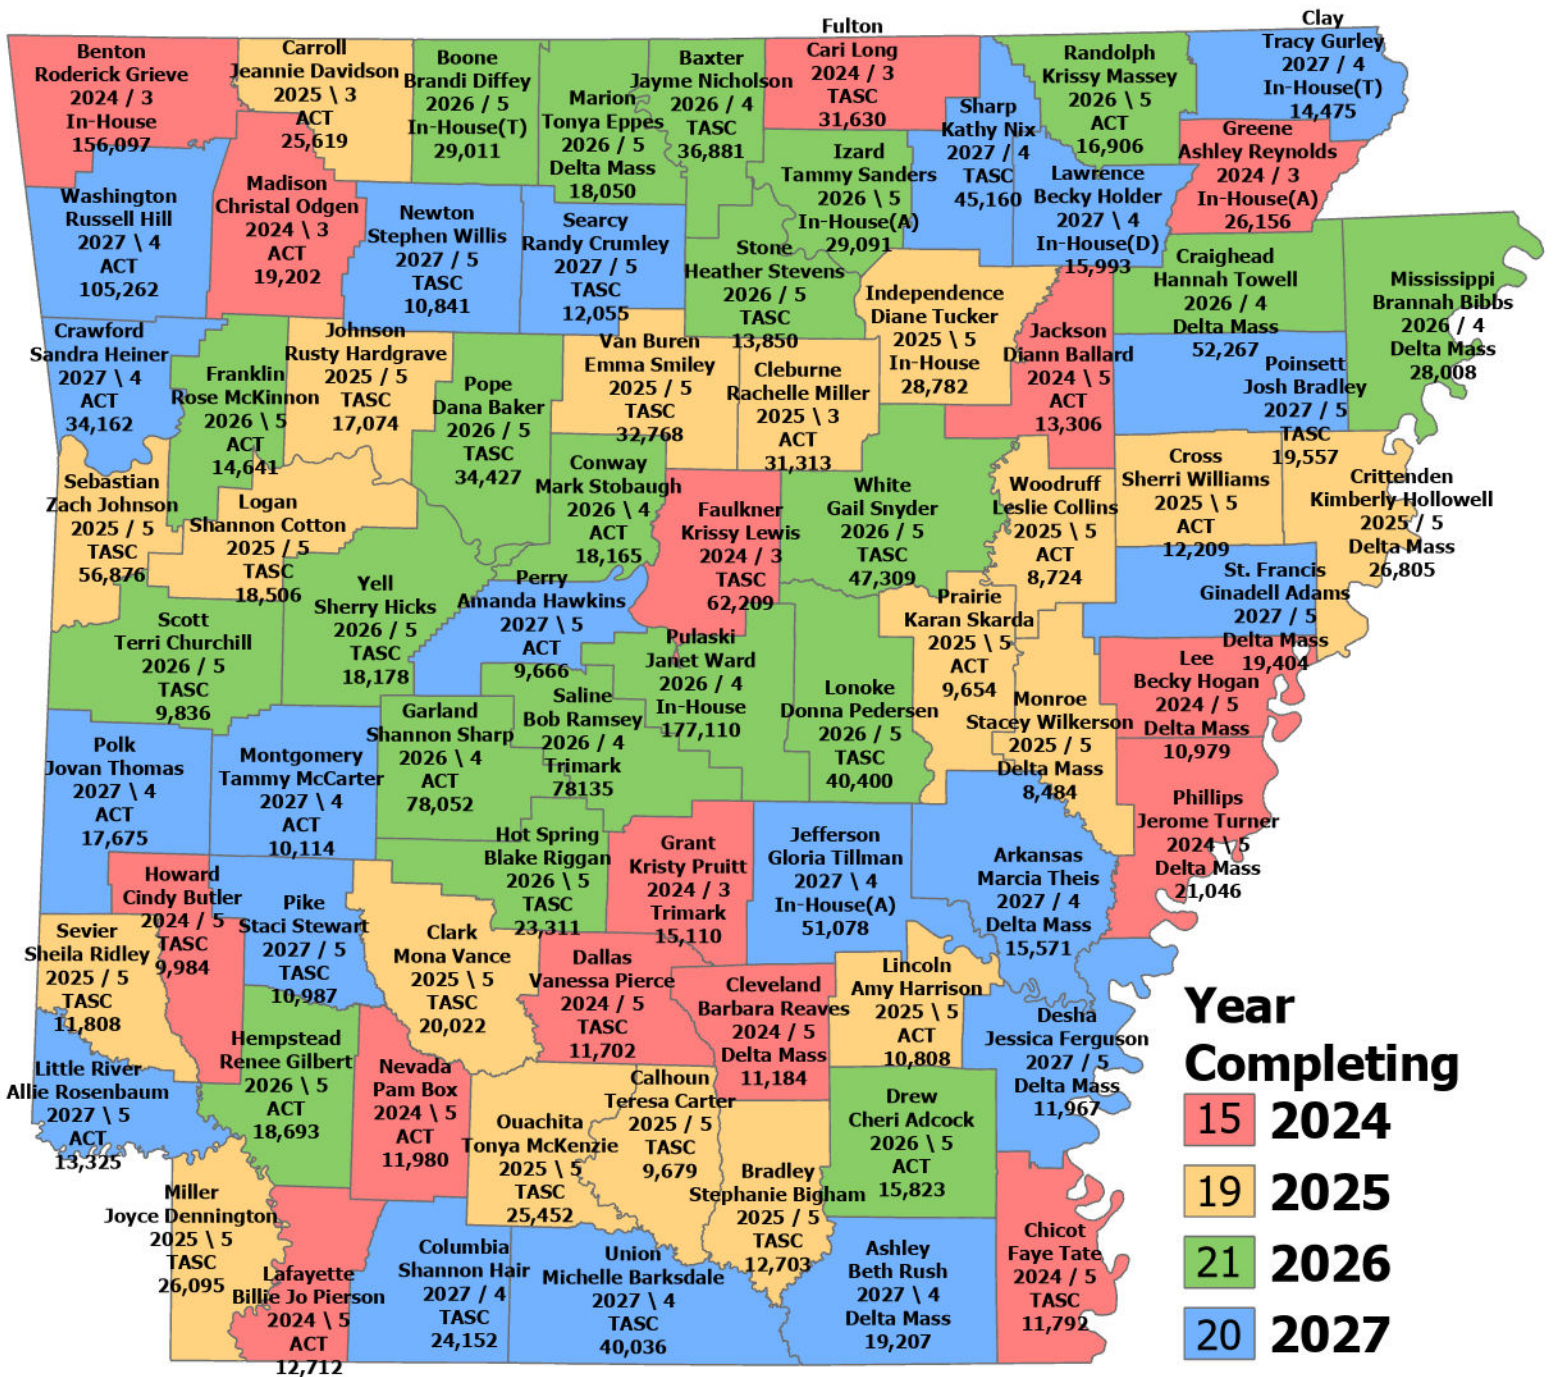 Benton
Roderick Grieve
2024 / 3
In-House
156,097
Carroll
Jeannie Davidson
2025 \ 3
ACT
25,619
Boone
Brandi Diffey
2026 / 5
In-House(T)
29,011
Marion
Tonya Eppes
2026 / 5
Delta Mass
18,050
Baxter
Jayme Nicholson
2026 / 4
TASC
36,881
Fulton
Cari Long
2024 / 3
TASC
31,630
Sharp
Kathy Nix
2027 / 4
TASC
45,160
Randolph
Krissy Massey
2026 \ 5
ACT
16,906
Clay
Tracy Gurley
2027 / 4
In-House(T)
14,475
Greene
Ashley Reynolds
2024 / 3
In-House(A)
26,156
Washington
Russell Hill
2027 \ 4
ACT
105,262
Madison
Christal Odgen
2024 \ 3
ACT
19,202
Newton
Stephen Willis
2027 / 5
TASC
10,841
Searcy
Randy Crumley
2027 / 5
TASC
12,055
Stone
Heather Stevens
2026 / 5
TASC
13,850
Izard
Tammy Sanders
2026 \ 5
In-House(A)
29,091
Lawrence
Becky Holder
2027 \ 4
In-House(D)
15,993
Craighead
Hannah Towell
2026 / 4
Delta Mass
52,267
Mississippi
Brannah Bibbs
2026 / 4
Delta Mass
28,008
Crawford
Sandra Heiner
2027 \ 4
ACT
34,162
Franklin
Rose McKinnon
2026 \ 5
ACT
14,641
Johnson
Rusty Hardgrave
2025 / 5
TASC
17,074
Pope
Dana Baker
2026 / 5
TASC
34,427
Van Buren
Emma Smiley
2025 / 5
TASC
32,768
Cleburne
Rachelle Miller
2025 \ 3
ACT
31,313
Independence
Diane Tucker
2025 \ 5
In-House
28,782
Jackson
Diann Ballard
2024 \ 5
ACT
13,306
Poinsett
Josh Bradley
2027 / 5
TASC
19,557
Sebastian
Zach Johnson
2025 / 5
TASC
56,876
Logan
Shannon Cotton
2025 / 5
TASC
18,506
Conway
Mark Stobaugh
2026 \ 4
ACT
18,165
Faulkner
Krissy Lewis
2024 / 3
TASC
62,209
White
Gail Snyder
2026 / 5
TASC
47,309
Woodruff
Leslie Collins
2025 \ 5
ACT
8,724
Cross
Sherri Williams
2025 \ 5
ACT
12,209
Crittenden
Kimberly Hollowell
2025 / 5
Delta Mass
26,805
Scott
Terri Churchill
2026 / 5
TASC
9,836
Yell
Sherry Hicks
2026 / 5
TASC
18,178
Perry
Amanda Hawkins
2027 \ 5
ACT
9,666
Pulaski
Janet Ward
2026 / 4
In-House
177,110
Prairie
Karan Skarda
2025 \ 5
ACT
9,654
St. Francis
Ginadell Adams
2027 / 5
Delta Mass
19,404
Lee
Becky Hogan
2024 / 5
Delta Mass
10,979
Polk
Jovan Thomas
2027 \ 4
ACT
17,675
Montgomery
Tammy McCarter
2027 \ 4
ACT
10,114
Garland
Shannon Sharp
2026 \ 4
ACT
78,052
Saline
Bob Ramsey
2026 / 4
Trimark
78135
Lonoke
Donna Pedersen
2026 / 5
TASC
40,400
Monroe
Stacey Wilkerson
2025 / 5
Delta Mass
8,484
Phillips
Jerome Turner
2024 \ 5
Delta Mass
21,046
Howard
Cindy Butler
2024 / 5
TASC
9,984
Pike
Staci Stewart
2027 / 5
TASC
10,987
Hot Spring
Blake Riggan
2026 \ 5
TASC
23,311
Grant
Kristy Pruitt
2024 / 3
Trimark
15,110
Jefferson
Gloria Tillman
2027 \ 4
In-House(A)
51,078
Arkansas
Marcia Theis
2027 / 4
Delta Mass
15,571
Sevier
Sheila Ridley
2025 / 5
TASC
11,808
Clark
Mona Vance
2025 \ 5
TASC
20,022
Dallas
Vanessa Pierce
2024 / 5
TASC
11,702
Cleveland
Barbara Reaves
2024 / 5
Delta Mass
11,184
Lincoln
Amy Harrison
2025 \ 5
ACT
10,808
Desha
Jessica Ferguson
2027 / 5
Delta Mass
11,967
Little River
Allie Rosenbaum
2027 \ 5
ACT
13,325
Hempstead
Renee Gilbert
2026 \ 5
ACT
18,693
Nevada
Pam Box
2024 \ 5
ACT
11,980
Ouachita
Tonya McKenzie
2025 \ 5
TASC
25,452
Calhoun
Teresa Carter
2025 / 5
TASC
9,679
Bradley
Stephanie Bigham
2025 / 5
TASC
12,703
Drew
Cheri Adcock
2026 \ 5
ACT
15,823
Miller
Joyce Dennington
2025 \ 5
TASC
26,095
Lafayette
Billie Jo Pierson
2024 \ 5
ACT
12,712
Columbia
Shannon Hair
2027 / 4
TASC
24,152
Union
Michelle Barksdale
2027 \ 4
TASC
40,036
Ashley
Beth Rush
2027 \ 4
Delta Mass
19,207
Chicot
Faye Tate
2024 / 5
TASC
11,792
Year
Completing
15 2024
19 2025
21 2026
20 2027